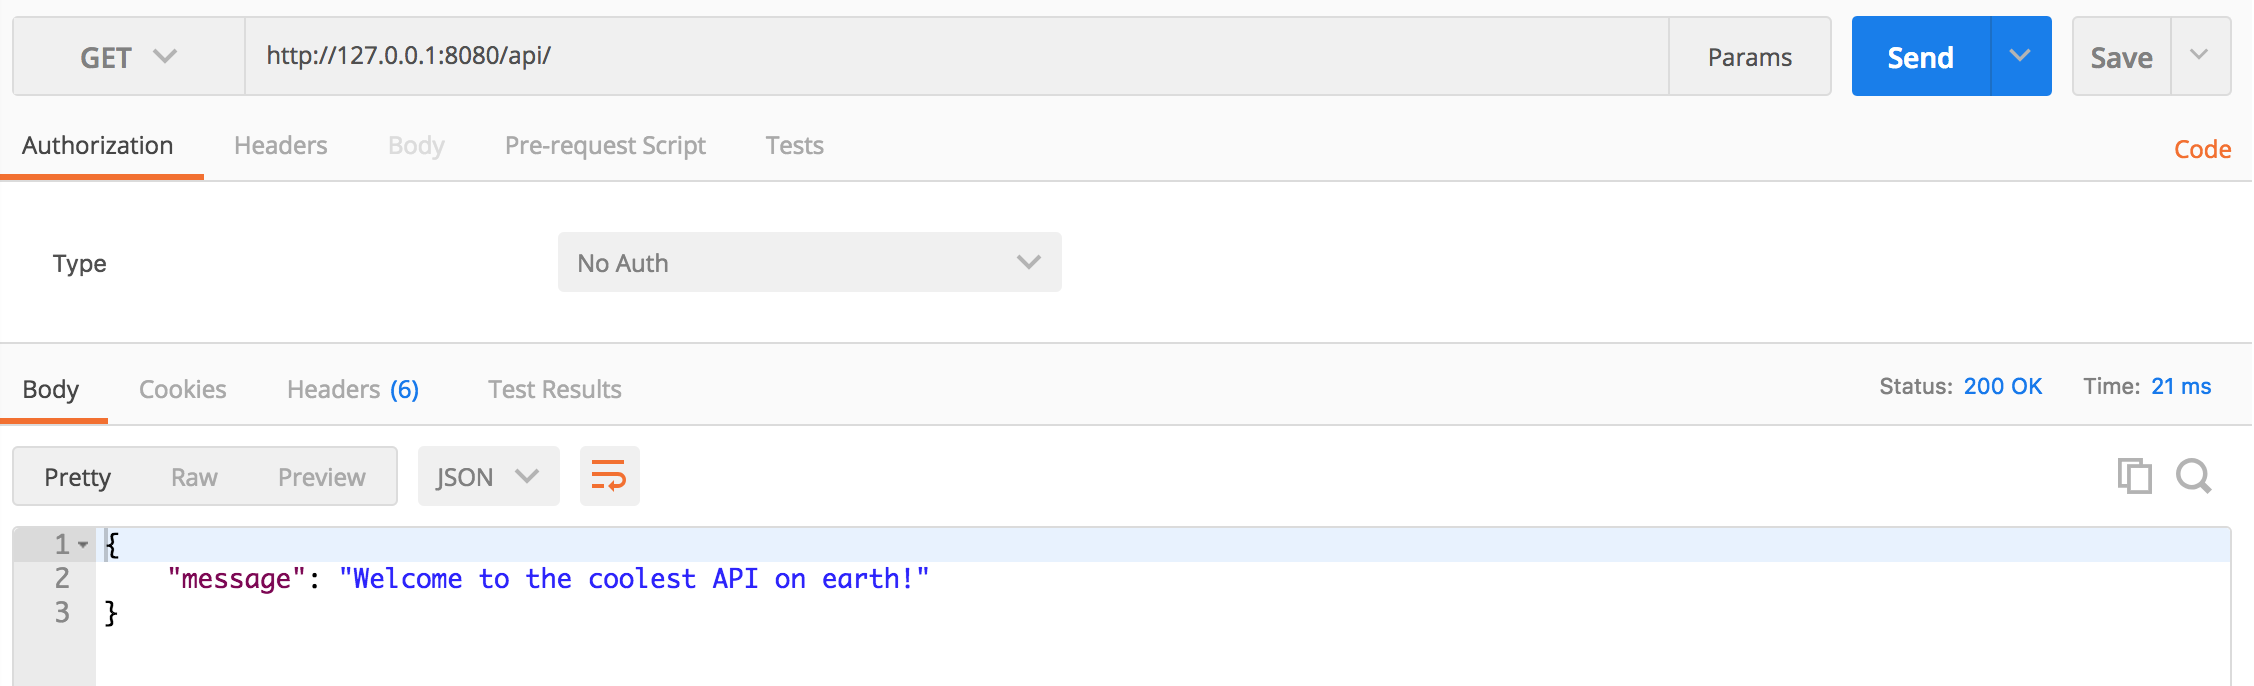 GET http://127.0.0.1:8080/api/ Params Send Save
Authorization Headers Body Pre-request Script Tests Code
Type No Auth
Body Cookies Headers (6) Test Results Status: 200 OK Time: 21 ms
Pretty Raw Preview JSON
1 {
2 "message": "Welcome to the coolest API on earth!"
3 }